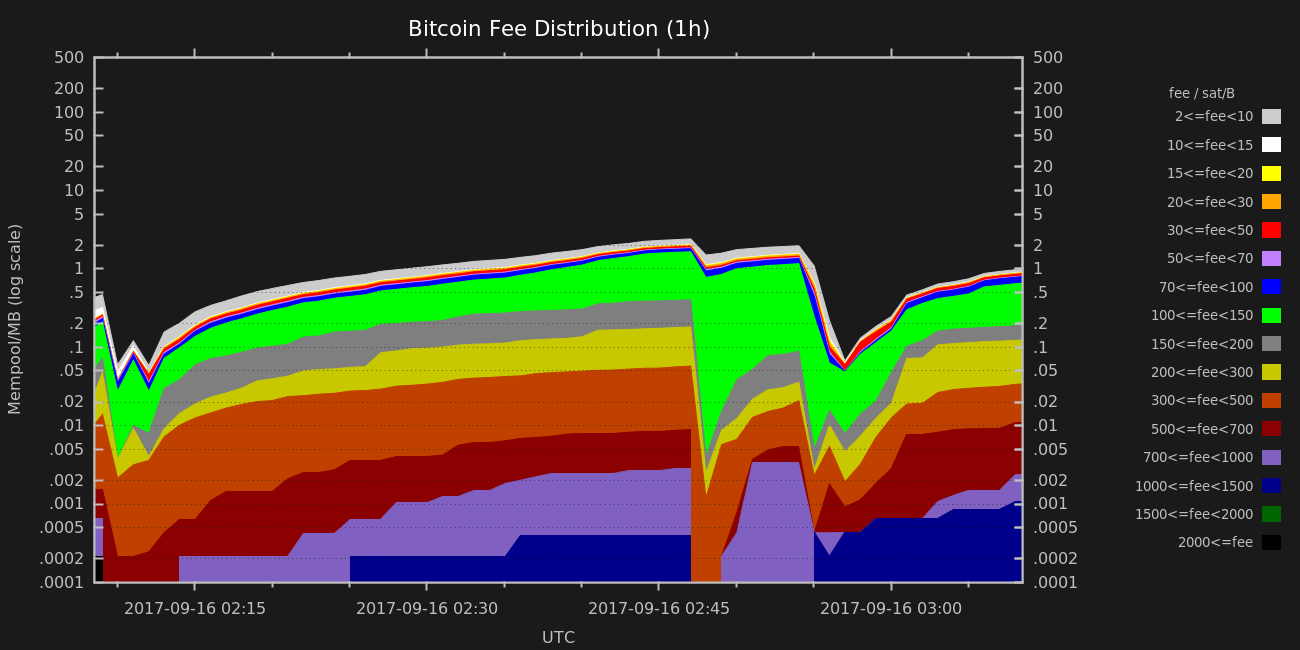 Bitcoin Fee Distribution (1h)
Mempool/MB (log scale)
500
200
100
50
20
10
5
2
1
.5
.2
.1
.05
.02
.01
.005
.002
.001
.0005
.0002
.0001
500
200
100
50
20
10
5
2
1
.5
.2
.1
.05
.02
.01
.005
.002
.001
.0005
.0002
.0001
fee / sat/B
2<=fee<10
10<=fee<15
15<=fee<20
20<=fee<30
30<=fee<50
50<=fee<70
70<=fee<100
100<=fee<150
150<=fee<200
200<=fee<300
300<=fee<500
500<=fee<700
700<=fee<1000
1000<=fee<1500
1500<=fee<2000
2000<=fee
2017-09-16 02:15
2017-09-16 02:30
2017-09-16 02:45
2017-09-16 03:00
UTC